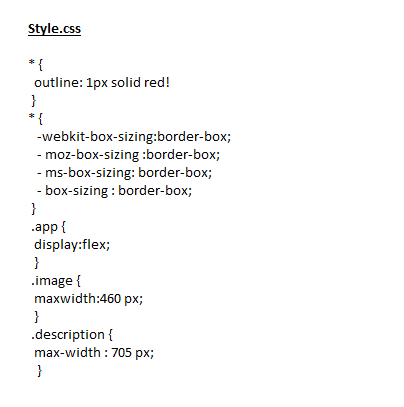 Style.css
* {
outline: 1px solid red!
}
* {
-webkit-box-sizing:border-box;
- moz-box-sizing :border-box;
- ms-box-sizing: border-box;
- box-sizing : border-box;
}
.app {
display:flex;
}
.image {
maxwidth:460 px;
}
.description {
max-width : 705 px;
}